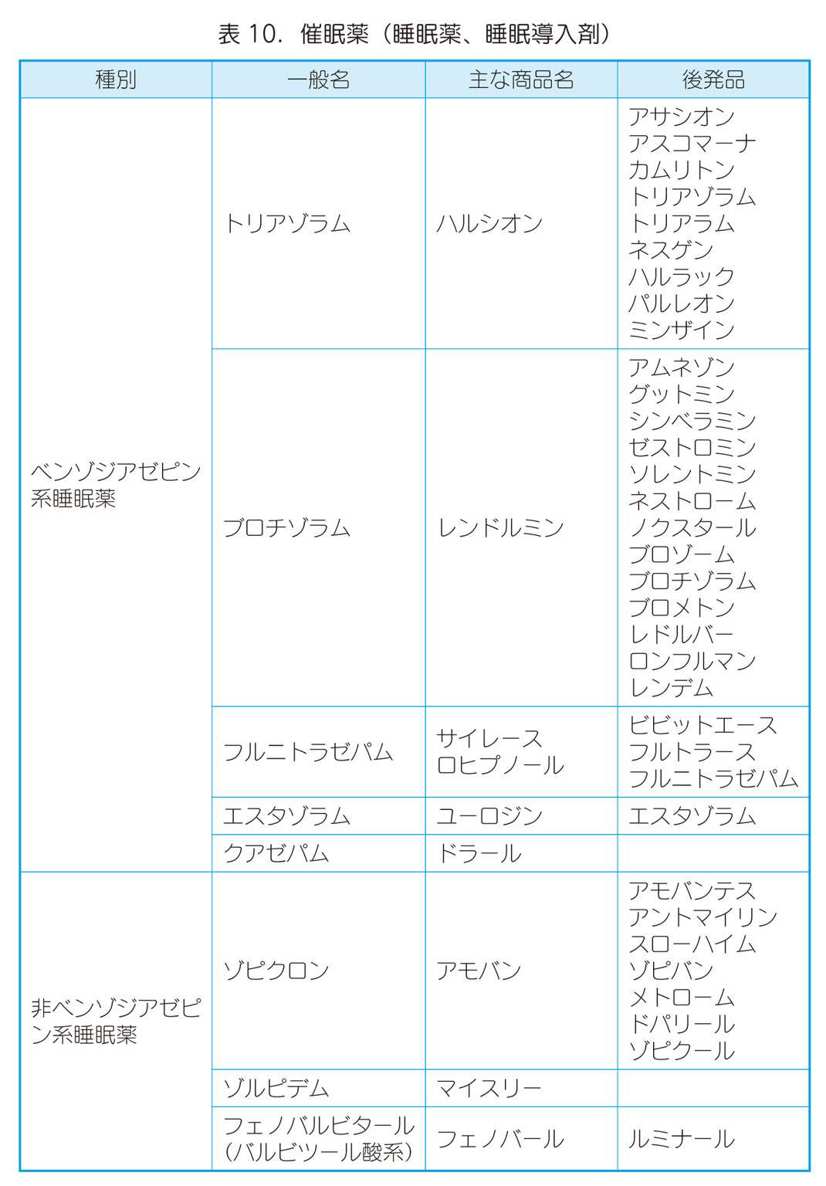 表 10. 催眠薬（睡眠薬、睡眠導入剤）
種別 一般名 主な商品名 後発品
ベンゾジアゼピン
系睡眠薬
トリアゾラム
ハルシオン
アサシオン
アスコマーナ
カムリトン
トリアゾラム
トリアラム
ネスゲン
ハルラック
パルレオン
ミンザイン
ブロチゾラム
レンドルミン
アムネゾン
グットミン
シンベラミン
ゼストロミン
ソレントミン
ネストローム
ノクスタール
ブロゾーム
ブロチゾラム
ブロメトン
レドルバー
ロンフルマン
レンデム
フルニトラゼパム
サイレース
ロヒプノール
ビビットエース
フルトラース
フルニトラゼパム
エスタゾラム ユーロジン エスタゾラム
クアゼパム ドラール
非ベンゾジアゼピ
ン系睡眠薬
ゾピクロン
アモバン
アモバンテス
アントマイリン
スローハイム
ゾピバン
メトローム
ドパリール
ゾピクール
ゾルピデム マイスリー
フェノバルビタール
（バルビツール酸系）
フェノバール
ルミナール